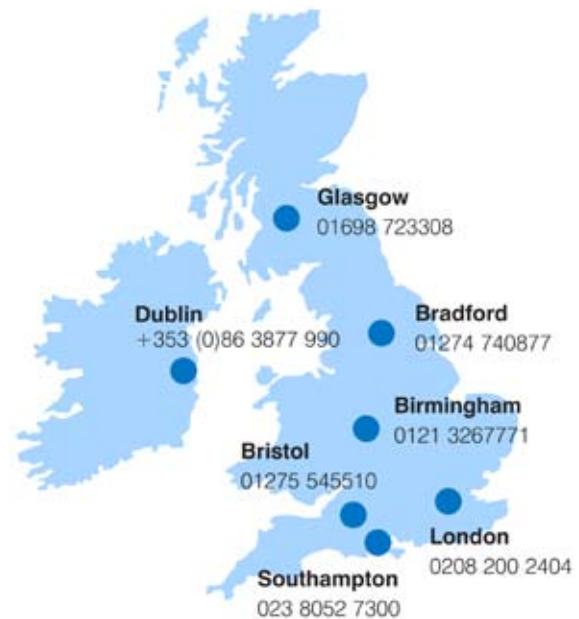 Glasgow
01698 723308
Dublin
+353 (0)86 3877 990
Bradford
01274 740877
Birmingham
0121 3267771
Bristol
01275 545510
London
0208 200 2404
Southampton
023 8052 7300